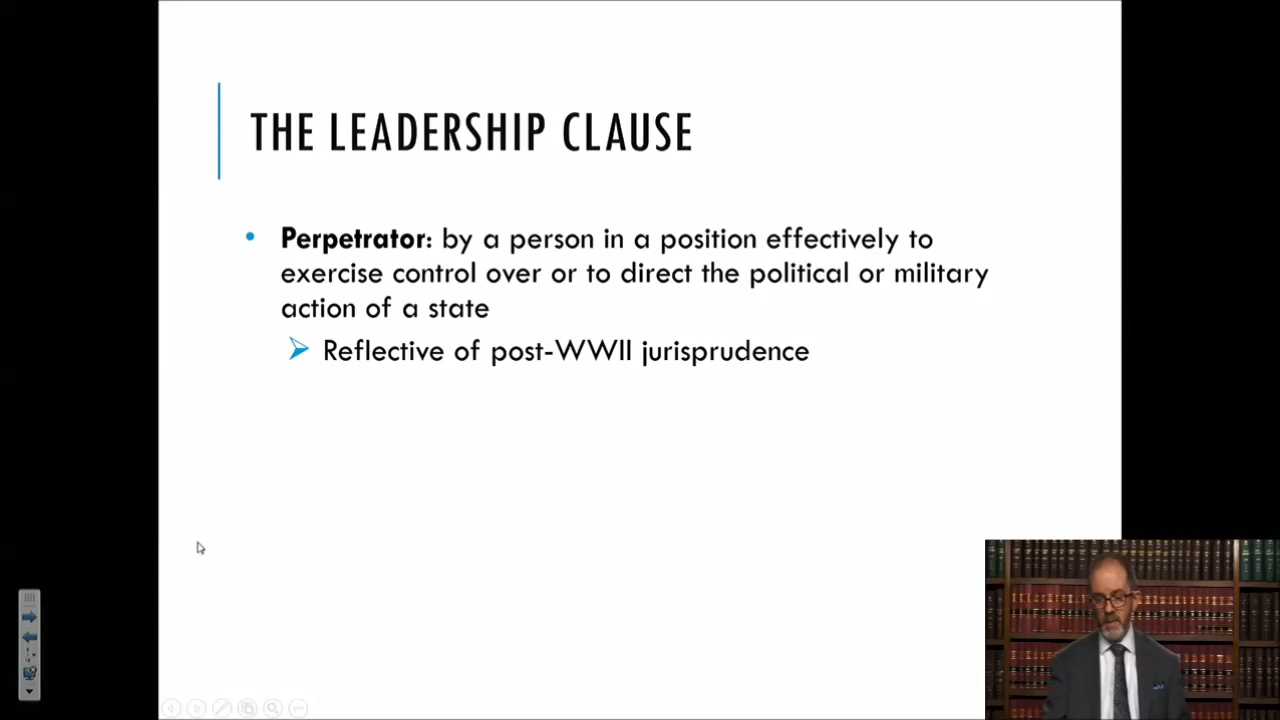 THE LEADERSHIP CLAUSE
• Perpetrator: by a person in a position effectively to
exercise control over or to direct the political or military
action of a state
➢ Reflective of post-WWII jurisprudence